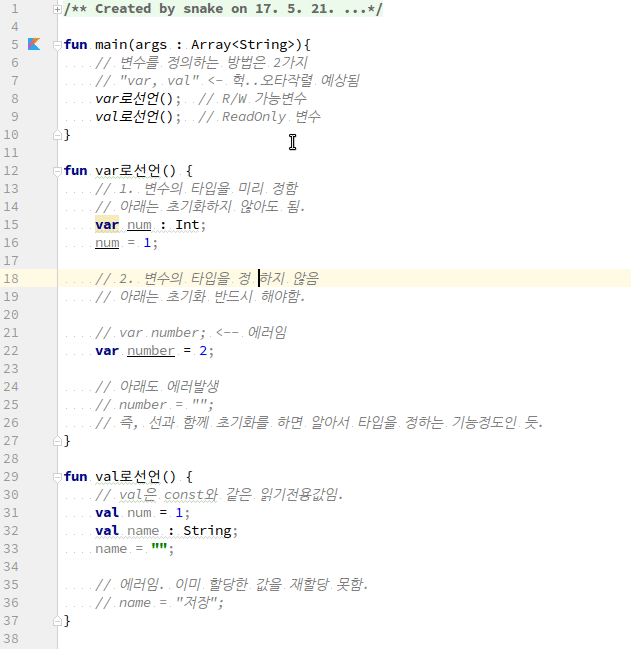 1 /** Created by snake on 17. 5. 21. ...*/
4
5 fun main(args : Array<String>){
6 // 변수를 정의하는 방법은 2가지
7 // "var, val" <- 헉..오타작렬 예상됨
8 var로선언(); // R/W 가능변수
9 val로선언(); // ReadOnly 변수
10 }
11
12 fun var로선언() {
13 // 1. 변수의 타입을 미리 정함
14 // 아래는 초기화하지 않아도 됨.
15 var num : Int;
16 num = 1;
17
18 // 2. 변수의 타입을 정 하지 않음
19 // 아래는 초기화 반드시 해야함.
20
21 // var number; <-- 에러임
22 var number = 2;
23
24 // 아래도 에러발생
25 // number = "";
26 // 즉, 선과 함께 초기화를 하면 알아서 타입을 정하는 기능정도인 듯.
27 }
28
29 fun val로선언() {
30 // val은 const와 같은 읽기전용값임.
31 val num = 1;
32 val name : String;
33 name = "";
34
35 // 에러임. 이미 할당한 값을 재할당 못함.
36 // name = "저장";
37 }
38